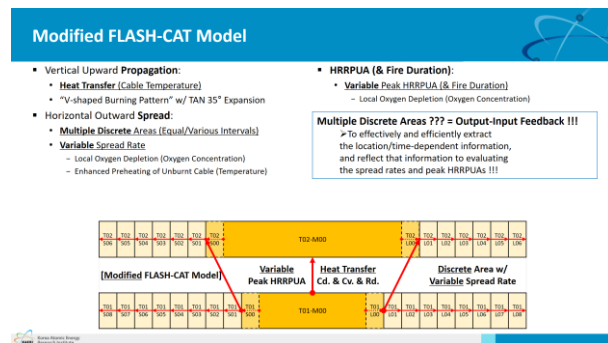 Modified FLASH-CAT Model
▪ Vertical Upward Propagation:
• Heat Transfer (Cable Temperature)
• "V-shaped Burning Pattern" w/ TAN 35° Expansion
▪ Horizontal Outward Spread:
• Multiple Discrete Areas (Equal/Various Intervals)
• Variable Spread Rate
− Local Oxygen Depletion (Oxygen Concentration)
− Enhanced Preheating of Unburnt Cable (Temperature)
▪ HRRPUA (& Fire Duration):
• Variable Peak HRRPUA (& Fire Duration)
− Local Oxygen Depletion (Oxygen Concentration)
Multiple Discrete Areas ??? = Output-Input Feedback !!!
➤To effectively and efficiently extract
the location/time-dependent information,
and reflect that information to evaluating
the spread rates and peak HRRPUAs !!!
T02 T02 T02 T02 T02 T02 T02 T02 T02 T02 T02 T02 T02 T02
S06 S05 S04 S03 S02 S01 S00 T02-M00 L00 L01 L02 L03 L04 L05 L06
[Modified FLASH-CAT Model]
Variable
Peak HRRPUA
Heat Transfer
Cd. & Cv. & Rd.
Discrete Area w/
Variable Spread Rate
T01 T01 T01 T01 T01 T01 T01 T01 T01 T01 T01 T01 T01 T01 T01 T01 T01 T01
S08 S07 S06 S05 S04 S03 S02 S01 S00 T01-M00 L00 L01 L02 L03 L04 L05 L06 L07 L08
Korea Atomic Energy
Research Institute